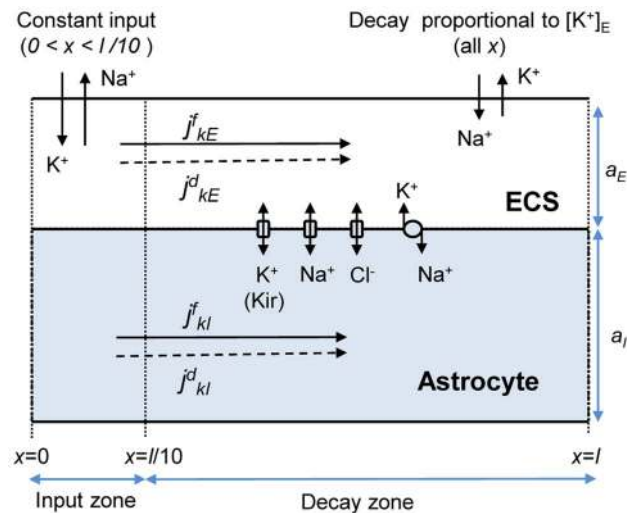 Constant input
(0 < x < l /10)
Decay proportional to [K⁺]E
(all x)
Na⁺
K⁺
K⁺
Na⁺
jᶠkE
jᵈkE
K⁺
ECS
aE
K⁺
(Kir)
Na⁺
Cl⁻
Na⁺
jᶠkI
jᵈkI
Astrocyte
aI
x=0
x=l/10
x=l
Input zone
Decay zone